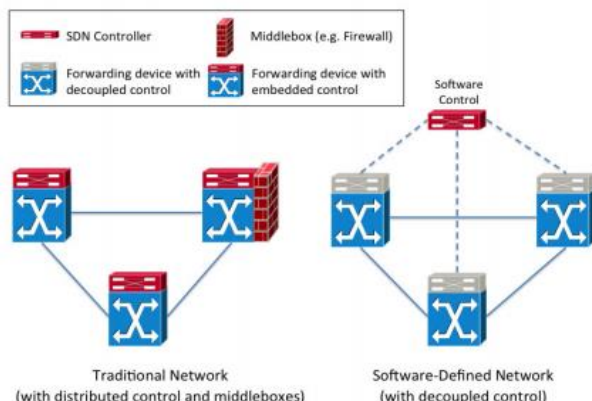 SDN Controller
Middlebox (e.g. Firewall)
Forwarding device with
decoupled control
Forwarding device with
embedded control
Software
Control
Traditional Network
(with distributed control and middleboxes)
Software-Defined Network
(with decoupled control)